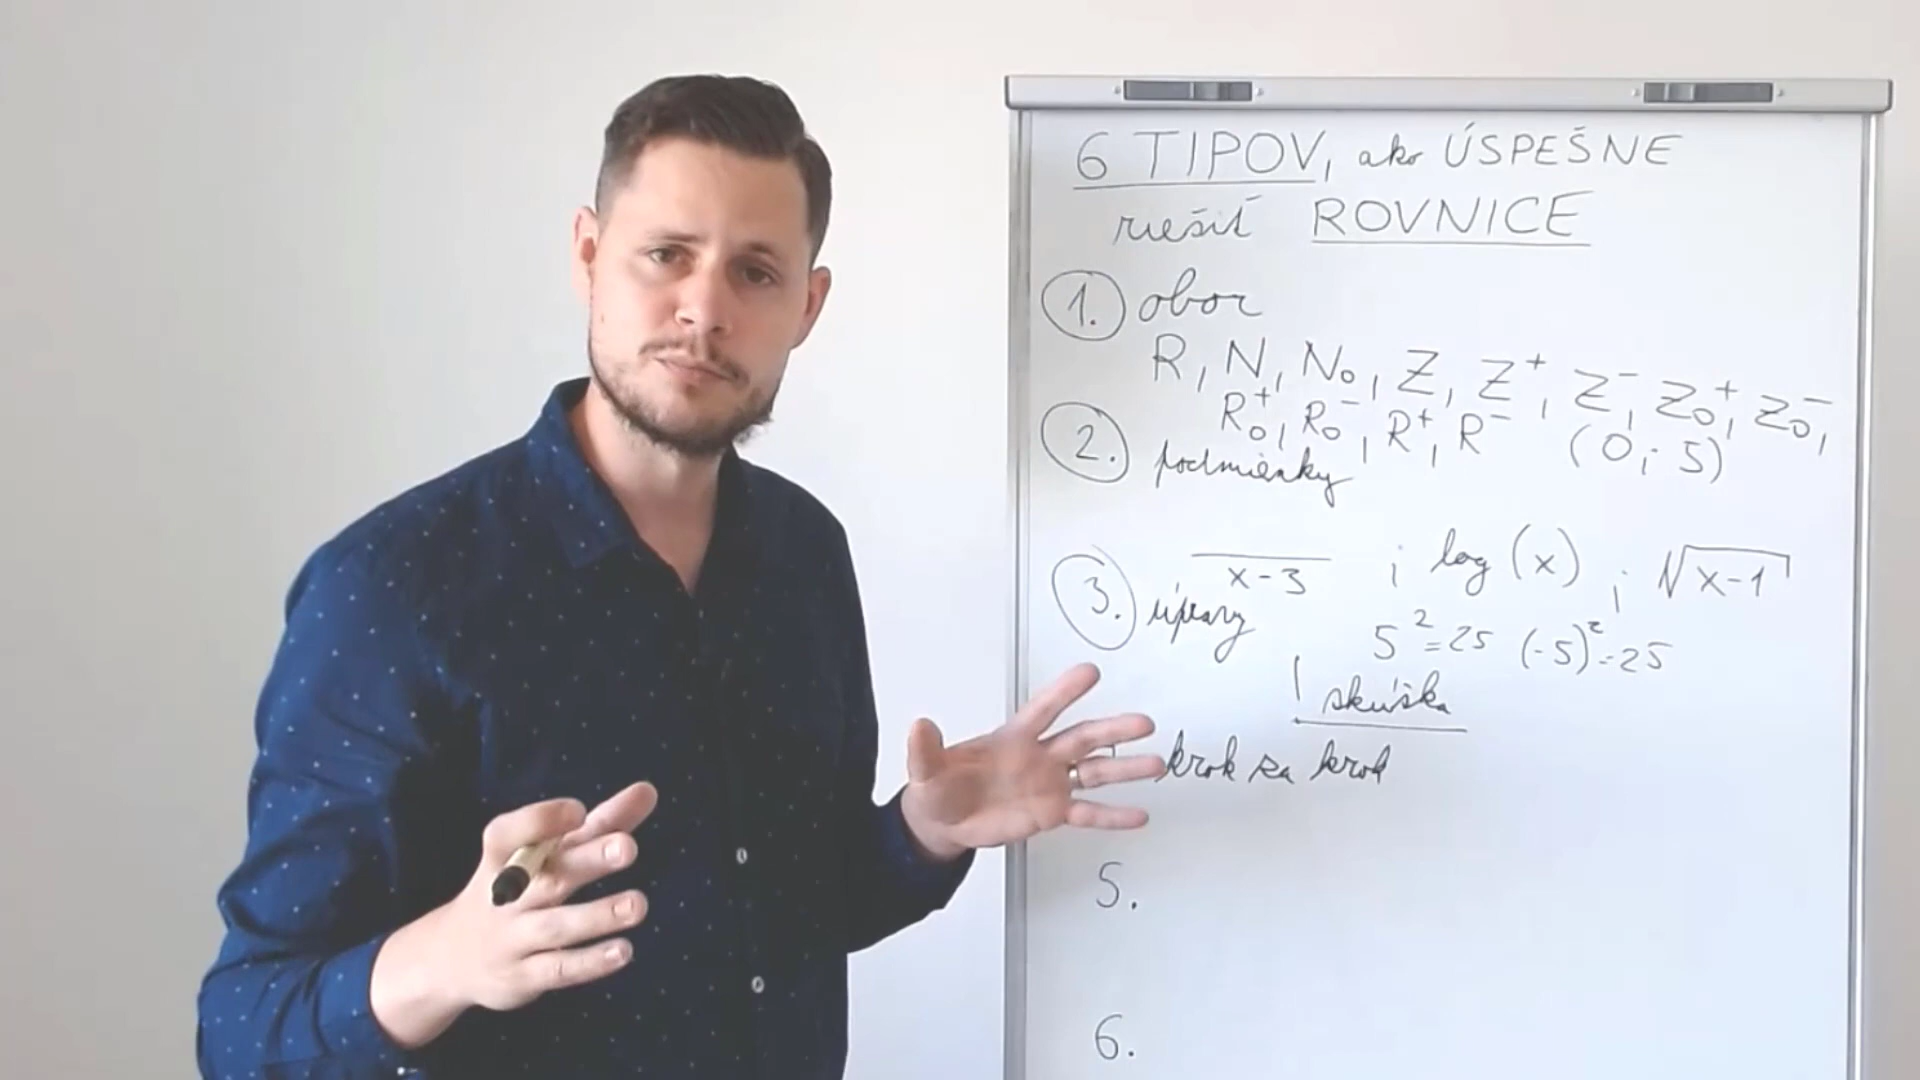 6 TIPOV, ako ÚSPEŠNE
riešiť ROVNICE
1. obor
R, N, N₀, Z, Z⁺, Z⁻, Z₀⁺, Z₀⁻,
R₀⁺, R₀⁻, R⁺, R⁻ (0; 5)
2. podmienky
x-3 ; log (x) ; √x-1
3. úpravy
5² = 25 (-5)² = 25
! skúška
krok za krok
5.
6.